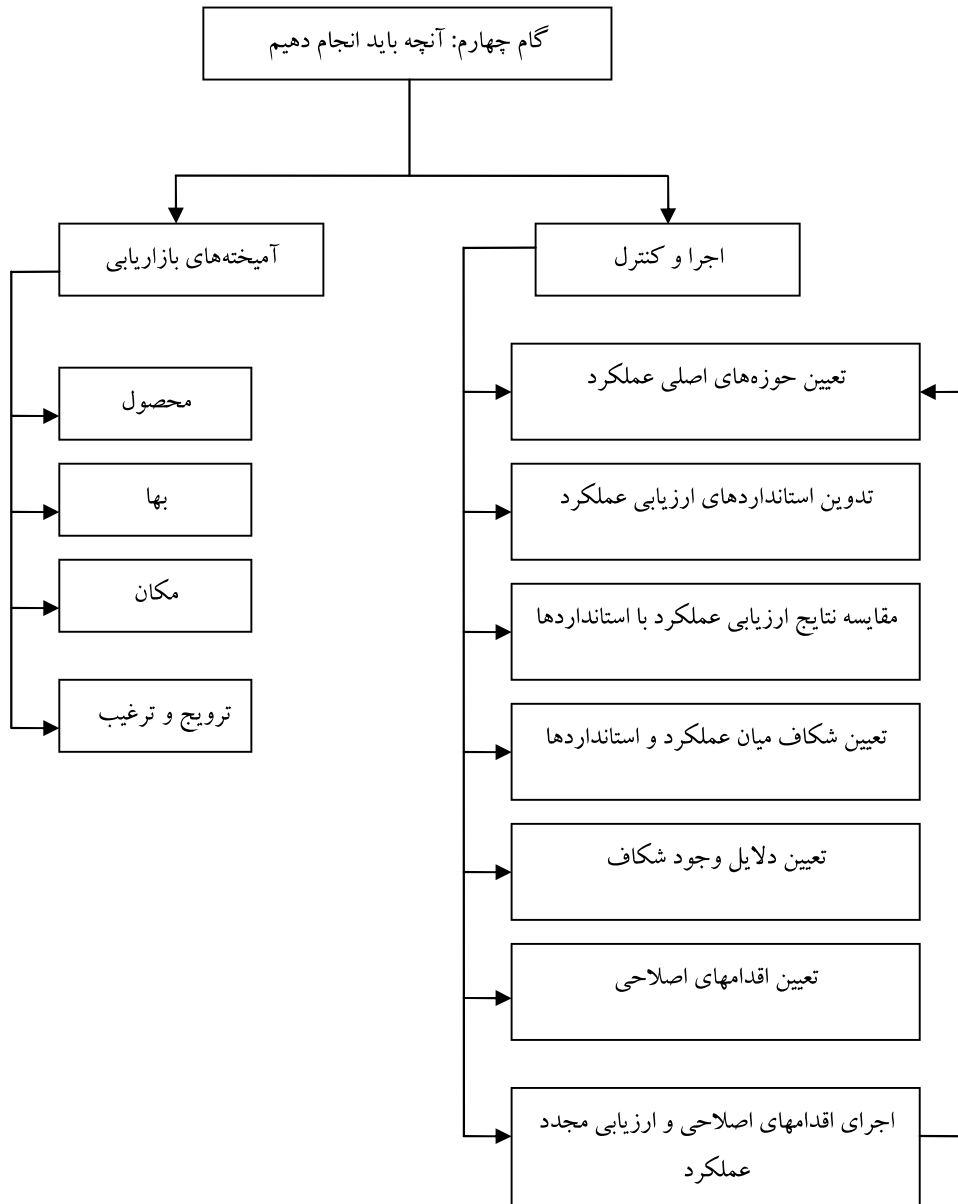 گام چهارم: آنچه باید انجام دهیم
اجرا و کنترل
تعیین حوزه‌های اصلی عملکرد
تدوین استانداردهای ارزیابی عملکرد
مقایسه نتایج ارزیابی عملکرد با استانداردها
تعیین شکاف میان عملکرد و استانداردها
تعیین دلایل وجود شکاف
تعیین اقدامهای اصلاحی
اجرای اقدامهای اصلاحی و ارزیابی مجدد
عملکرد
آمیخته‌های بازاریابی
محصول
بها
مکان
ترویج و ترغیب